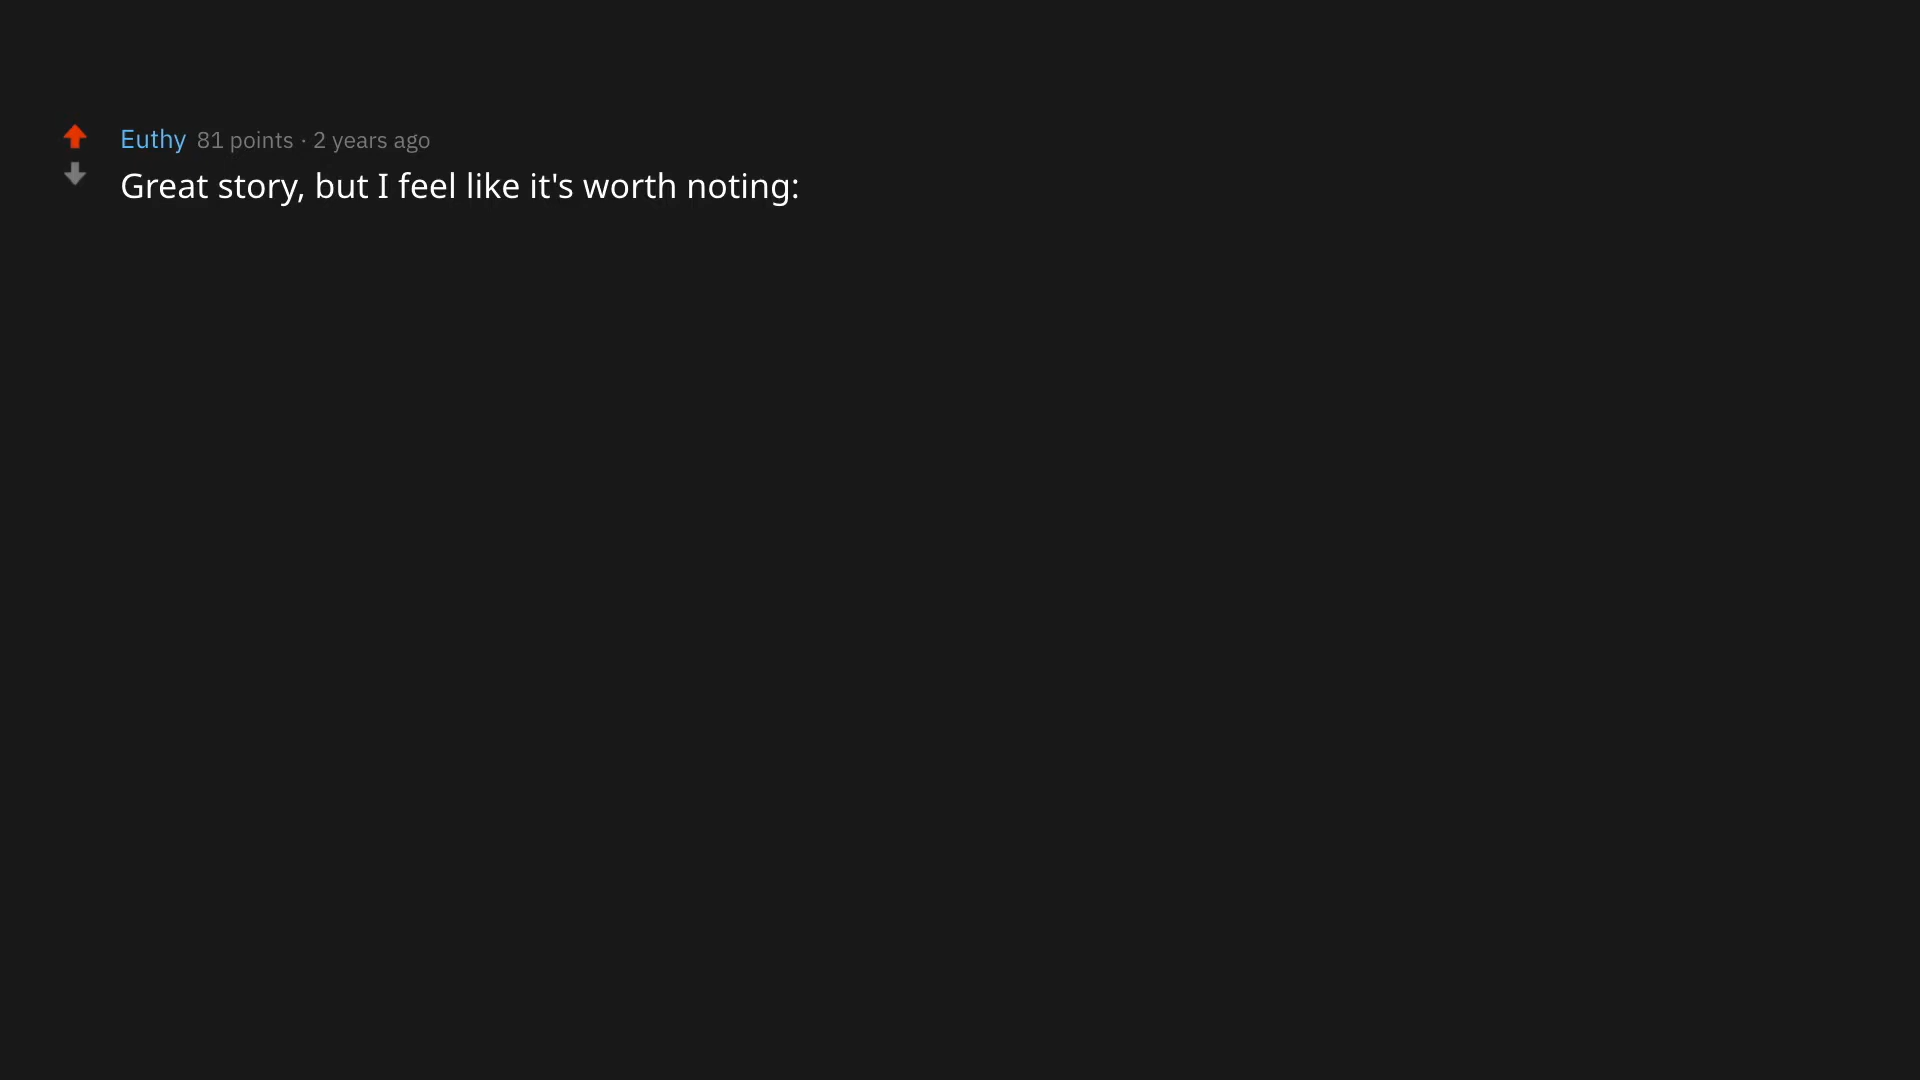 Euthy 81 points · 2 years ago
Great story, but I feel like it's worth noting: